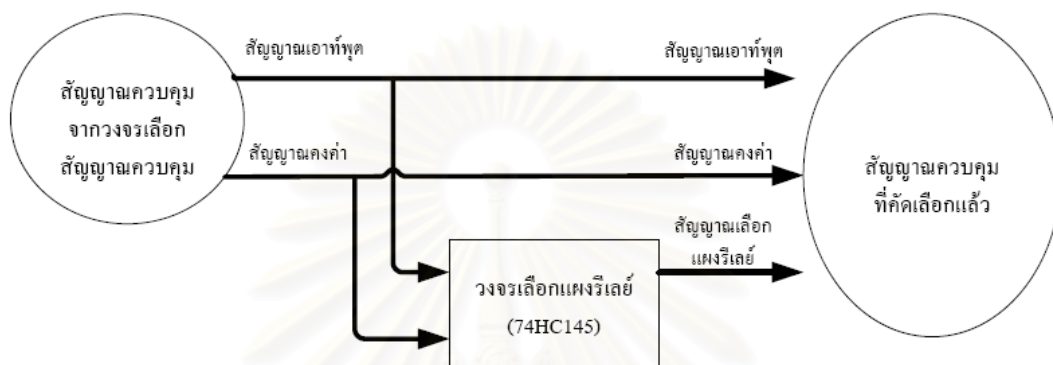 สัญญาณเอาท์พุต
สัญญาณเอาท์พุต
สัญญาณควบคุม
จากวงจรเลือก
สัญญาณควบคุม
สัญญาณคงค่า
สัญญาณคงค่า
สัญญาณควบคุม
ที่คัดเลือกแล้ว
สัญญาณเลือก
แผงรีเลย์
วงจรเลือกแผงรีเลย์
(74HC145)